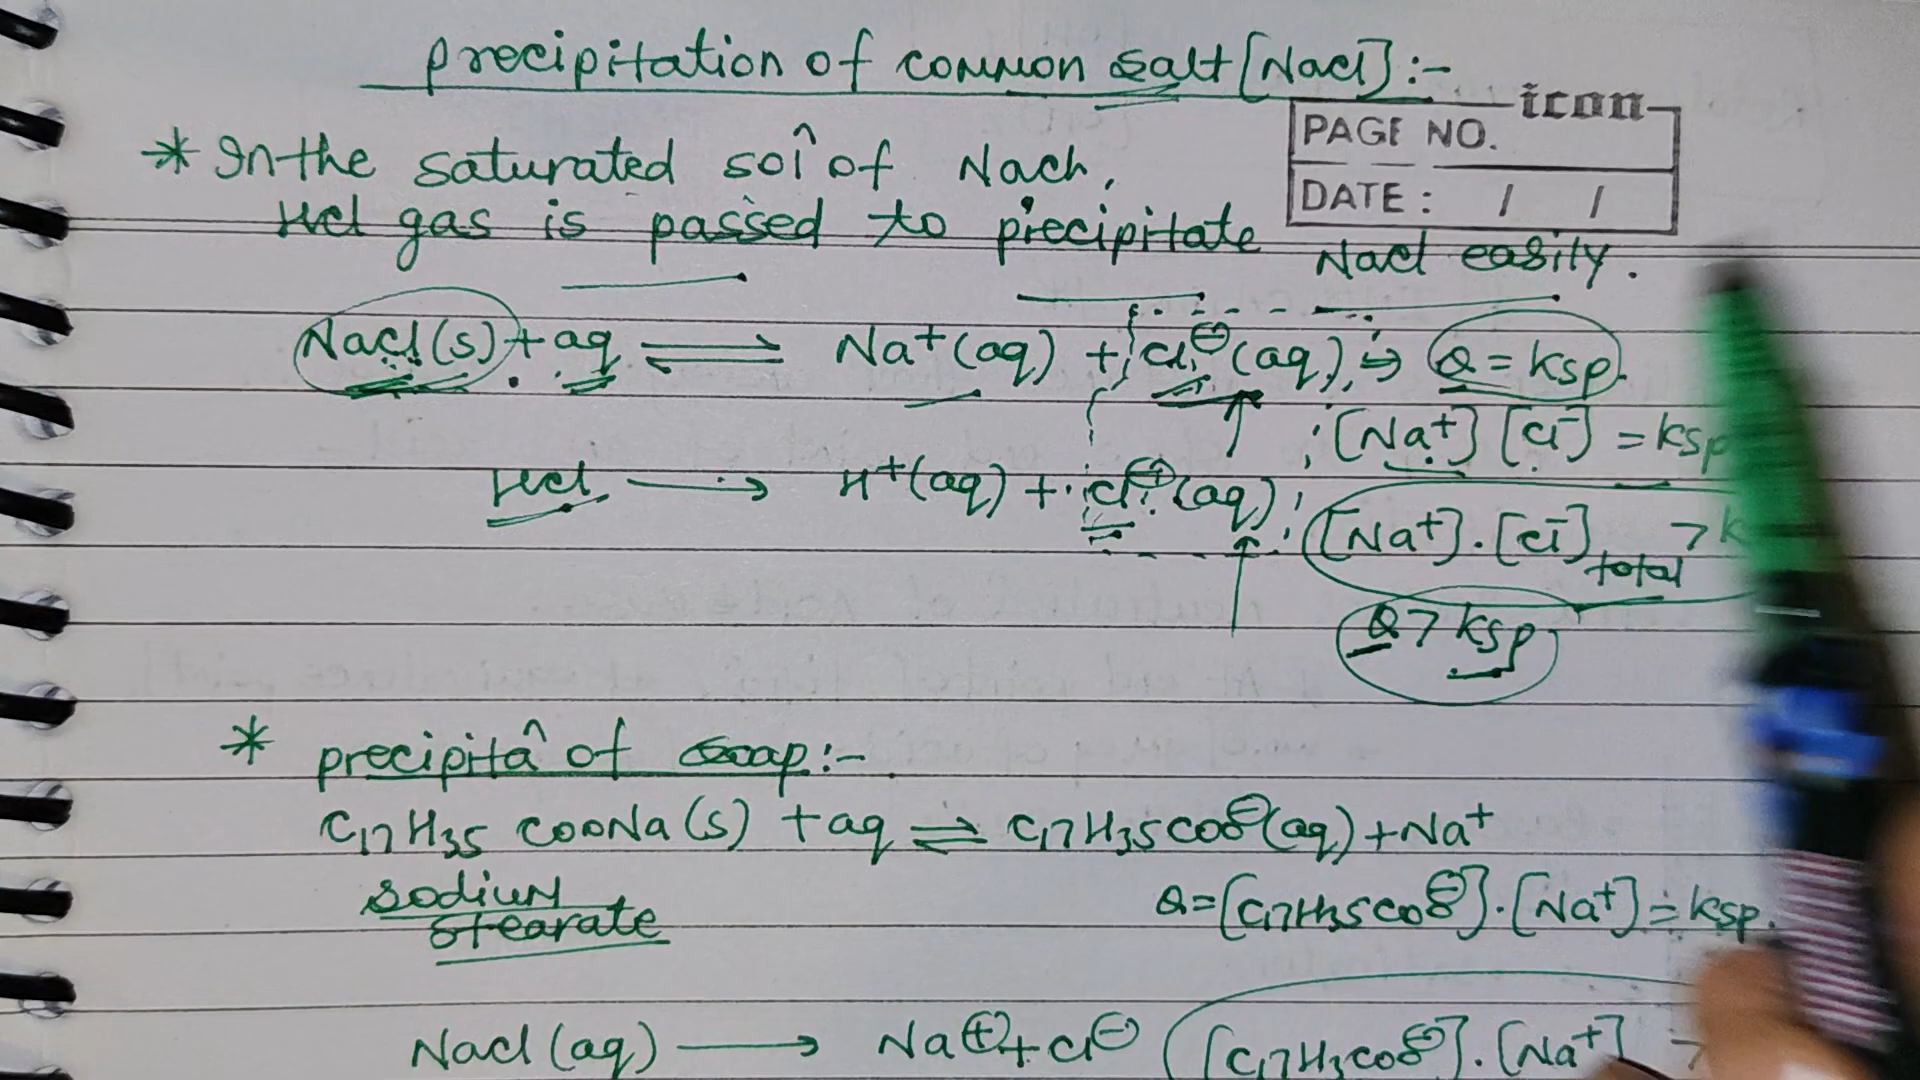 precipitation of common salt [Nacl] :-
icon
PAGE NO.
DATE : / /
* In the saturated sol^ of Nacl,
Hcl gas is passed to precipitate Nacl easily.
Nacl(s) + aq ⇌ Na+(aq) + cl⊖(aq), ⇒ Q = ksp.
; [Na+] [cl-] = ksp
Hcl → H+(aq) + cl (aq)
[Na+].[cl-]total > k
Q > ksp
* precipita^ of soap:-
C17H35 COONa(s) + aq ⇌ C17H35COO⊖(aq) + Na+
sodium
stearate
Q = [C17H35COO⊖].[Na+] = ksp.
Nacl (aq) → Na⊕ + cl⊖ [C17H3COO⊖].[Na+] >